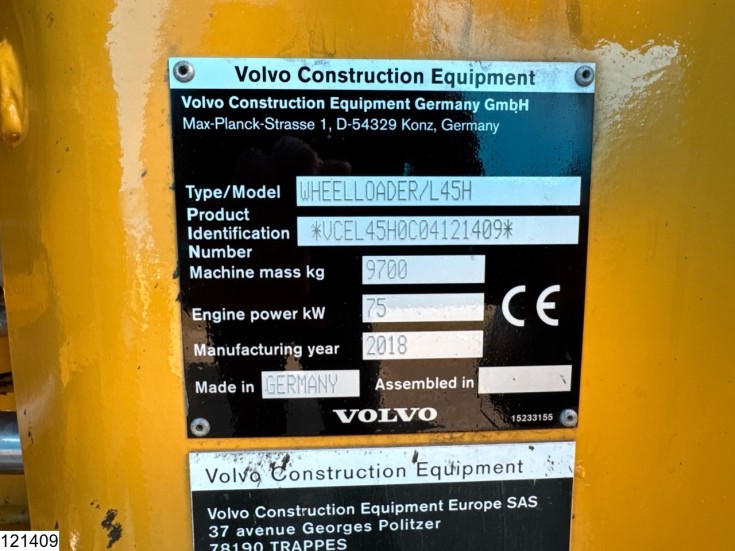 Volvo Construction Equipment
Volvo Construction Equipment Germany GmbH
Max-Planck-Strasse 1, D-54329 Konz, Germany
Type/Model WHEELLOADER/L45H
Product
Identification *VCEL45H0C04121409*
Number
Machine mass kg 9700
Engine power kW 75
CE
Manufacturing year 2018
Made in GERMANY Assembled in
VOLVO
15233155
Volvo Construction Equipment
Volvo Construction Equipment Europe SAS
37 avenue Georges Politzer
78190 TRAPPES
121409